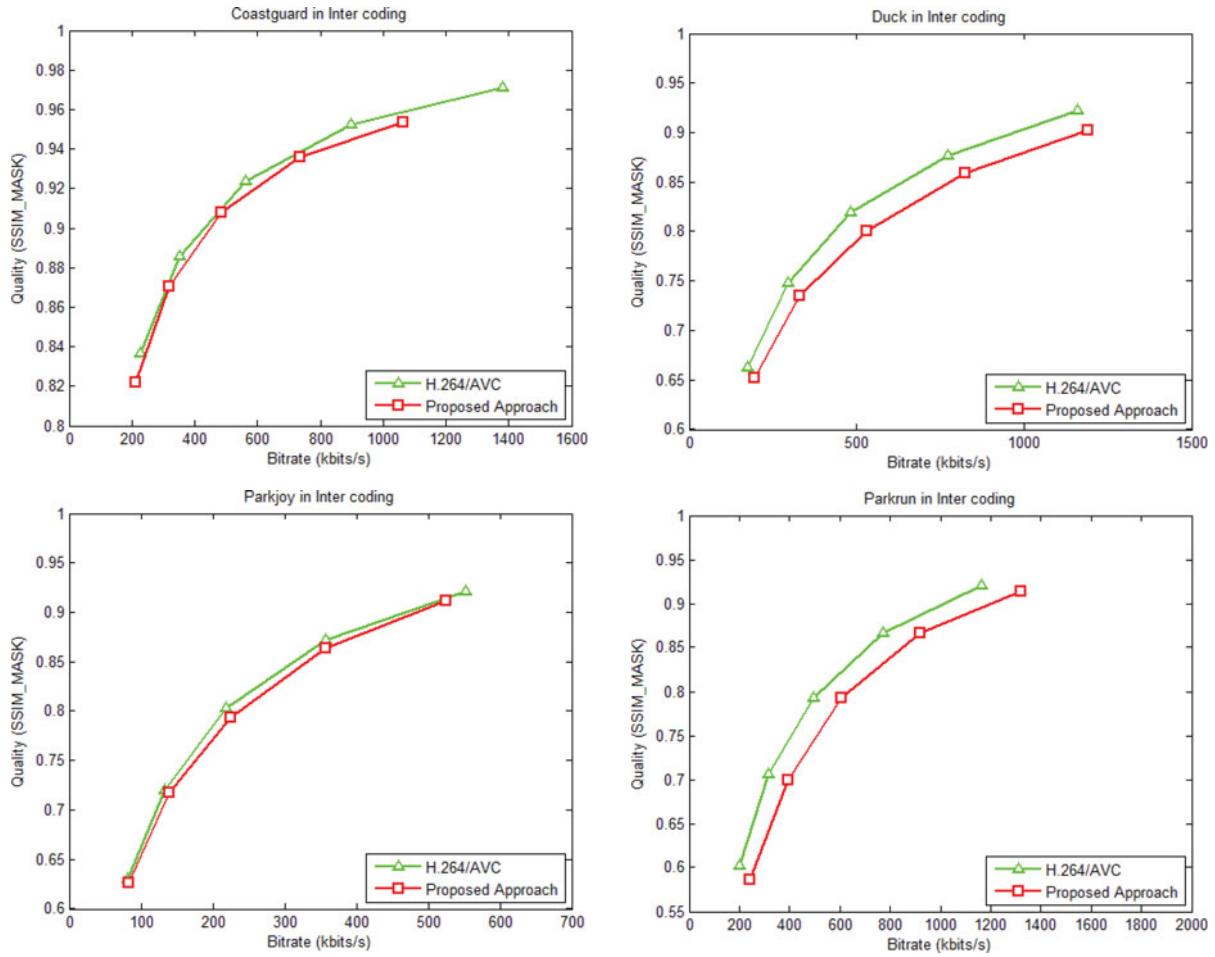 Coastguard in Inter coding
1
0.98
0.96
0.94
0.92
0.9
0.88
0.86
0.84
0.82
0.8
Quality (SSIM_MASK)
0 200 400 600 800 1000 1200 1400 1600
Bitrate (kbits/s)
H.264/AVC
Proposed Approach
Duck in Inter coding
1
0.95
0.9
0.85
0.8
0.75
0.7
0.65
0.6
Quality (SSIM_MASK)
0 500 1000 1500
Bitrate (kbits/s)
H.264/AVC
Proposed Approach
Parkjoy in Inter coding
1
0.95
0.9
0.85
0.8
0.75
0.7
0.65
0.6
Quality (SSIM_MASK)
0 100 200 300 400 500 600 700
Bitrate (kbits/s)
H.264/AVC
Proposed Approach
Parkrun in Inter coding
1
0.95
0.9
0.85
0.8
0.75
0.7
0.65
0.6
0.55
Quality (SSIM_MASK)
0 200 400 600 800 1000 1200 1400 1600 1800 2000
Bitrate (kbits/s)
H.264/AVC
Proposed Approach